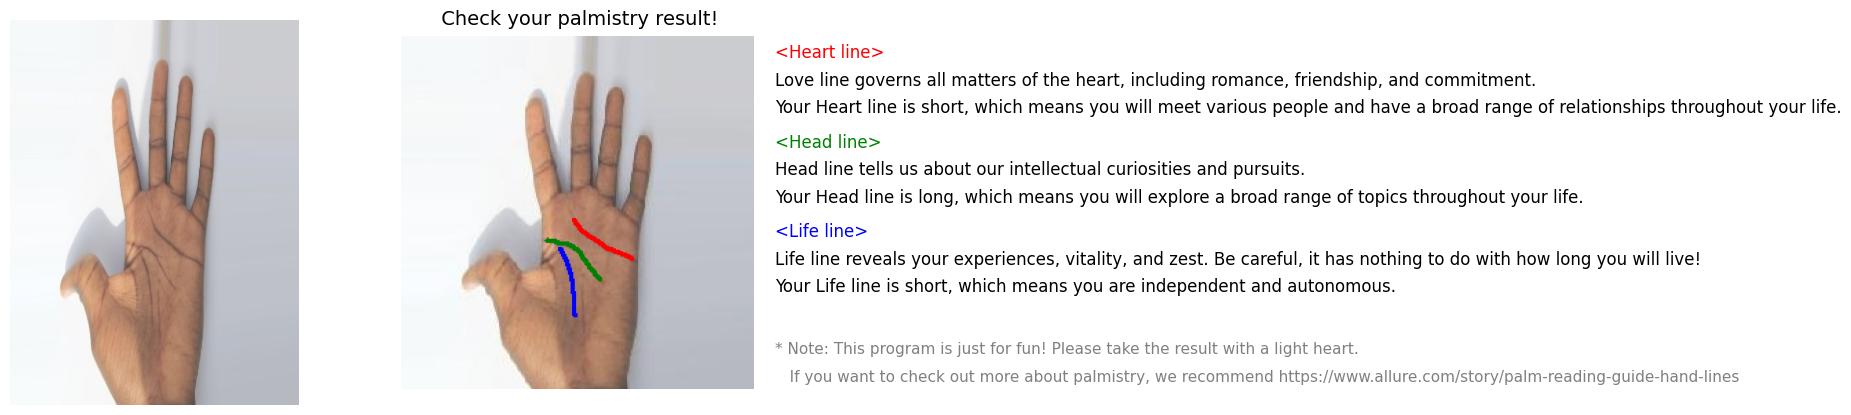 Check your palmistry result!
<Heart line>
Love line governs all matters of the heart, including romance, friendship, and commitment.
Your Heart line is short, which means you will meet various people and have a broad range of relationships throughout your life.
<Head line>
Head line tells us about our intellectual curiosities and pursuits.
Your Head line is long, which means you will explore a broad range of topics throughout your life.
<Life line>
Life line reveals your experiences, vitality, and zest. Be careful, it has nothing to do with how long you will live!
Your Life line is short, which means you are independent and autonomous.
* Note: This program is just for fun! Please take the result with a light heart.
If you want to check out more about palmistry, we recommend https://www.allure.com/story/palm-reading-guide-hand-lines